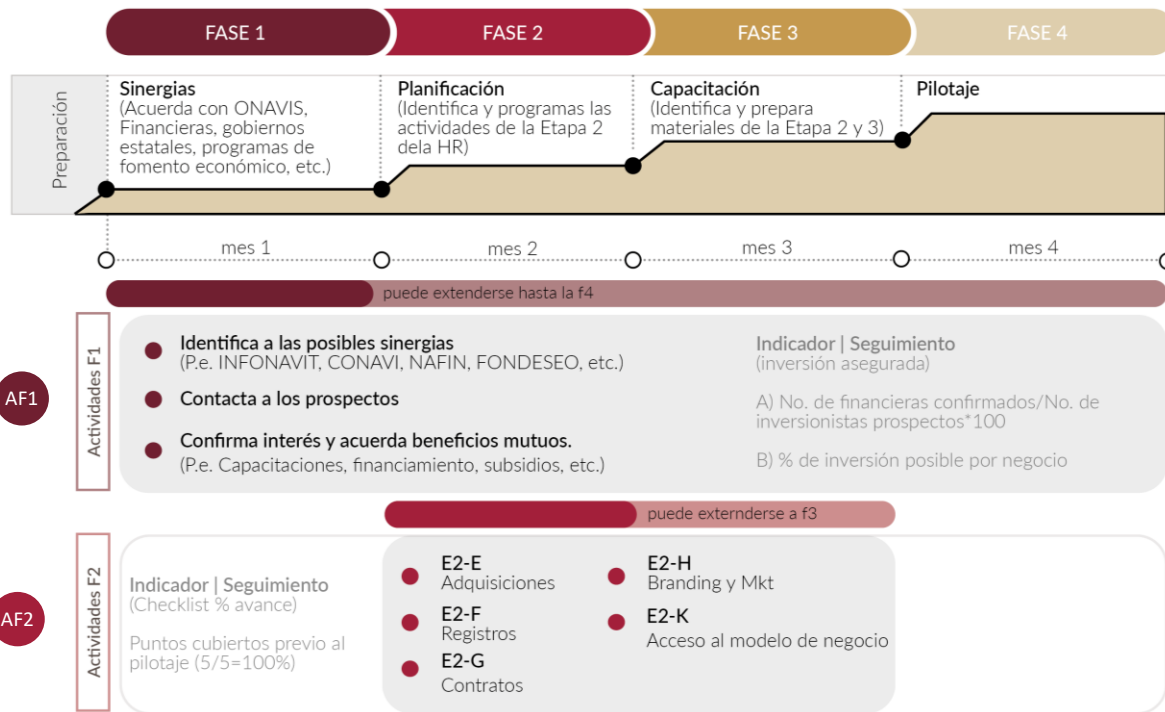 FASE 1
FASE 2
FASE 3
FASE 4
Preparación
Sinergias
(Acuerda con ONAVIS,
Financieras, gobiernos
estatales, programas de
fomento económico, etc.)
Planificación
(Identifica y programas las
actividades de la Etapa 2
dela HR)
Capacitación
(Identifica y prepara
materiales de la Etapa 2 y 3)
Pilotaje
mes 1
mes 2
mes 3
mes 4
puede extenderse hasta la f4
AF1
Actividades F1
Identifica a las posibles sinergias
(P.e. INFONAVIT, CONAVI, NAFIN, FONDESEO, etc.)
Contacta a los prospectos
Confirma interés y acuerda beneficios mutuos.
(P.e. Capacitaciones, financiamiento, subsidios, etc.)
Indicador | Seguimiento
(inversión asegurada)
A) No. de financieras confirmados/No. de
inversionistas prospectos*100
B) % de inversión posible por negocio
puede externderse a f3
AF2
Actividades F2
Indicador | Seguimiento
(Checklist % avance)
Puntos cubiertos previo al
pilotaje (5/5=100%)
E2-E
Adquisiciones
E2-F
Registros
E2-G
Contratos
E2-H
Branding y Mkt
E2-K
Acceso al modelo de negocio